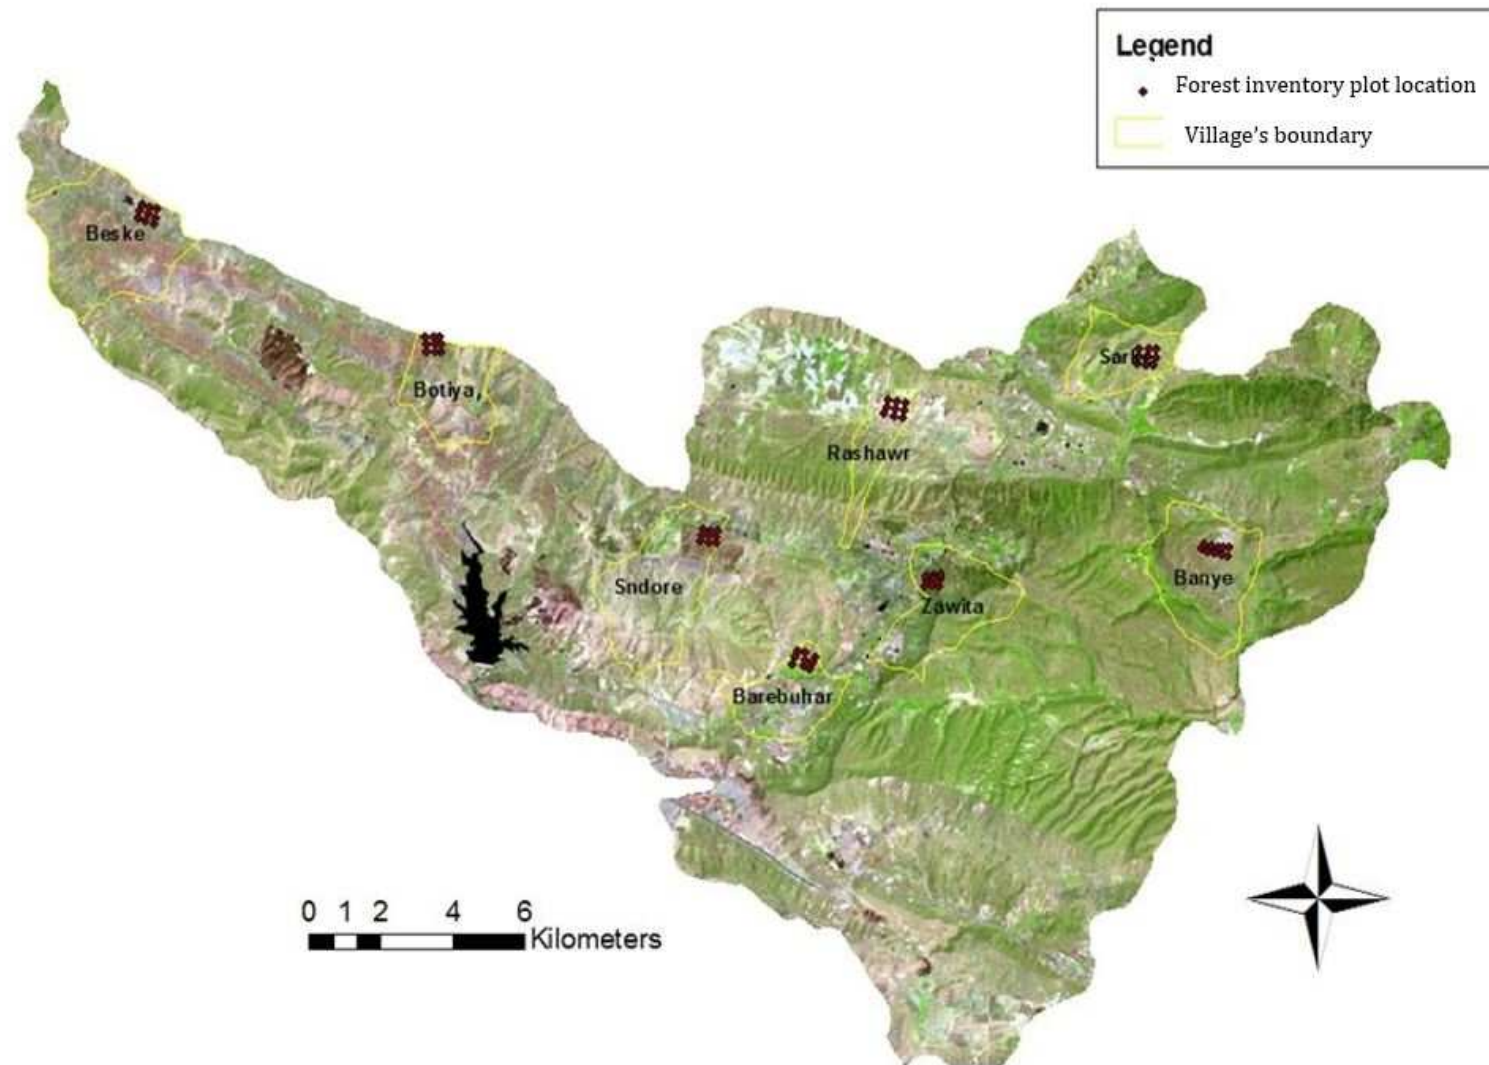 Legend
Forest inventory plot location
Village's boundary
Beske
Botiya,
Rashawr
Sndore
Zawita
Banye
Barebuhar
0 1 2 4 6
Kilometers